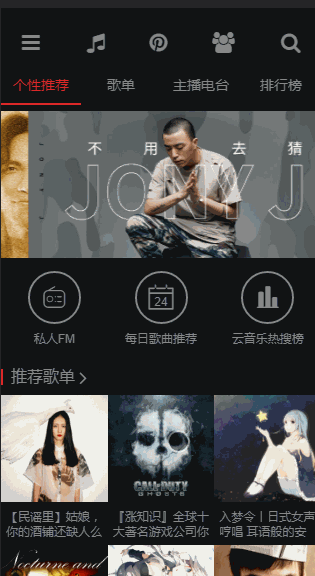 个性推荐 歌单 主播电台 排行榜
不 用 去 猜
JONY J
24
私人FM 每日歌曲推荐 云音乐热搜榜
推荐歌单
〖民谣里〗姑娘，
你的酒铺还缺人么
CALL OF DUTY
GHOSTS
『涨知识』全球十
大著名游戏公司你
入梦令丨日式女声
哼唱 耳语般的安
Nocturne and